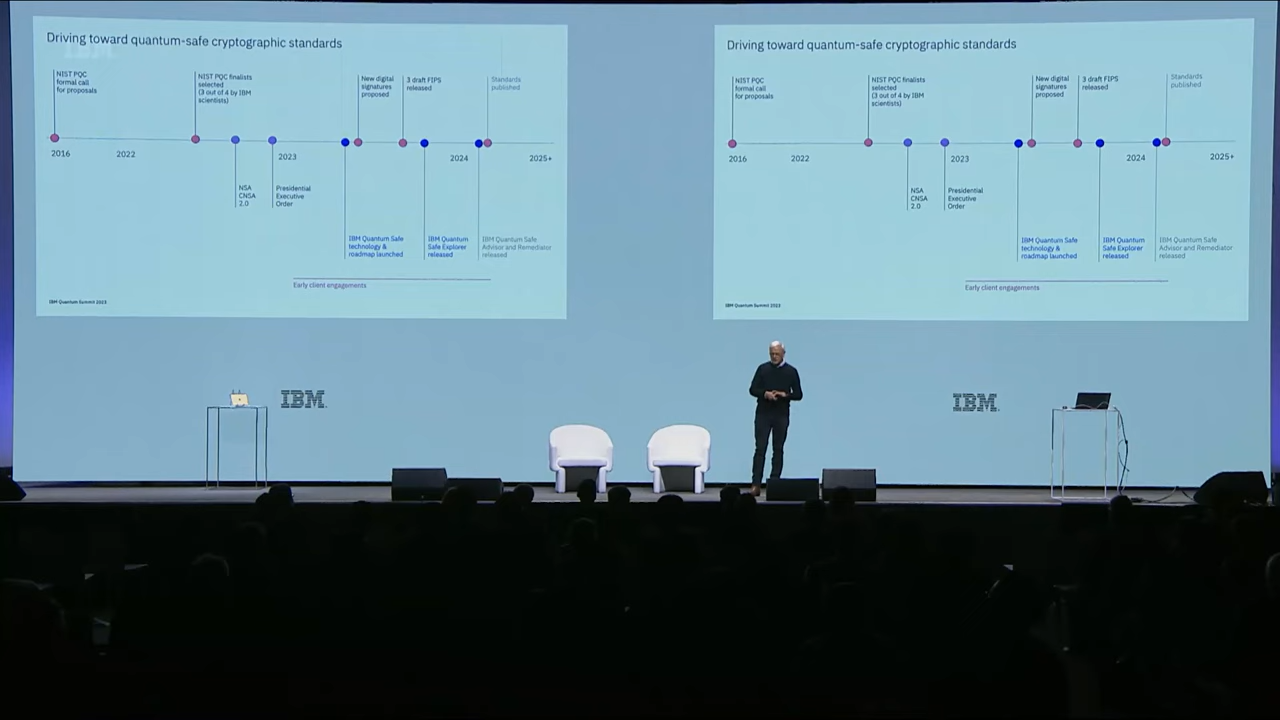 Driving toward quantum-safe cryptographic standards
NIST PQC
formal call
for proposals
NIST PQC finalists
selected
(3 out of 4 by IBM
scientists)
New digital
signatures
proposed
3 draft FIPS
released
Standards
published
2016
2022
2023
2024
2025+
NSA
CNSA
2.0
Presidential
Executive
Order
IBM Quantum Safe
technology &
roadmap launched
IBM Quantum
Safe Explorer
released
IBM Quantum Safe
Advisor and Remediator
released
Early client engagements
IBM Quantum Summit 2023
Driving toward quantum-safe cryptographic standards
NIST PQC
formal call
for proposals
NIST PQC finalists
selected
(3 out of 4 by IBM
scientists)
New digital
signatures
proposed
3 draft FIPS
released
Standards
published
2016
2022
2023
2024
2025+
NSA
CNSA
2.0
Presidential
Executive
Order
IBM Quantum Safe
technology &
roadmap launched
IBM Quantum
Safe Explorer
released
IBM Quantum Safe
Advisor and Remediator
released
Early client engagements
IBM Quantum Summit 2023
IBM
IBM
IBM